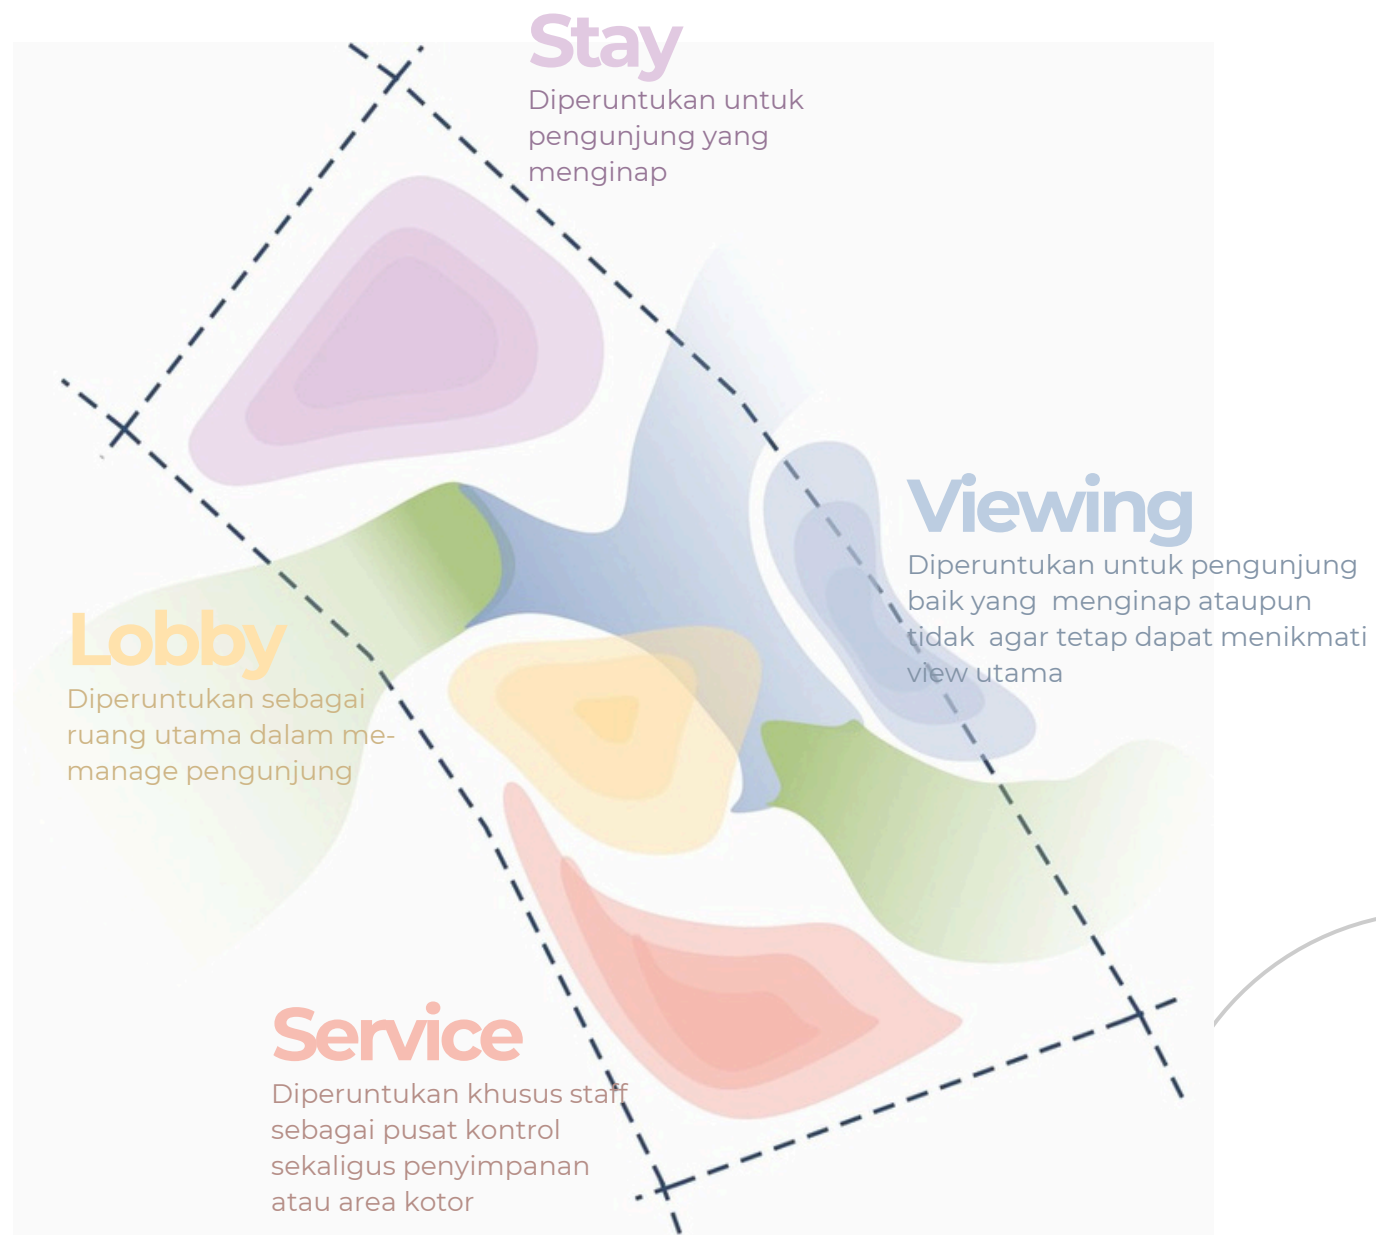 Stay
Diperuntukan untuk
pengunjung yang
menginap
Viewing
Diperuntukan untuk pengunjung
baik yang  menginap ataupun
tidak  agar tetap dapat menikmati
view utama
Lobby
Diperuntukan sebagai
ruang utama dalam me-
manage pengunjung
Service
Diperuntukan khusus staff
sebagai pusat kontrol
sekaligus penyimpanan
atau area kotor